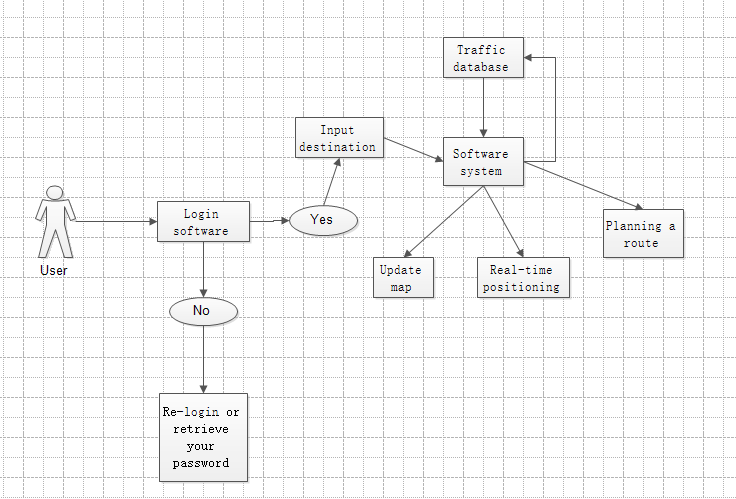 Traffic
database
Input
destination
Software
system
Login
software
Yes
Planning a
route
User
Update
map
Real-time
positioning
No
Re-login or
retrieve
your
password